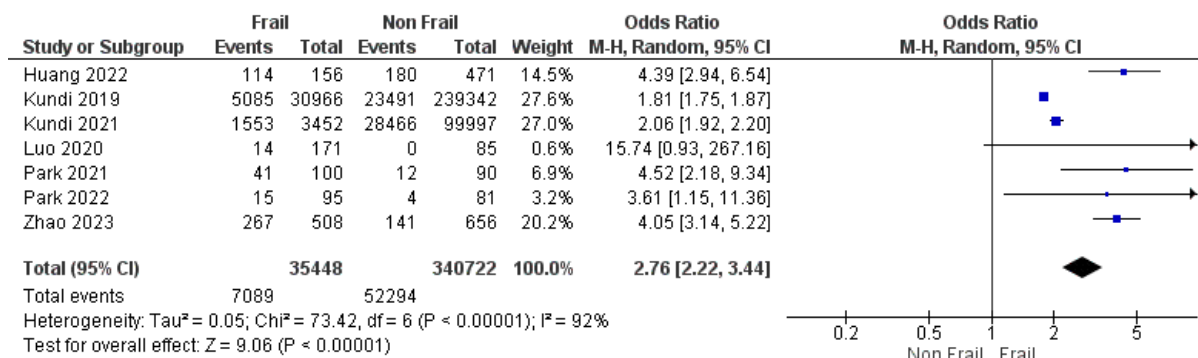 Frail Non Frail Odds Ratio Odds Ratio
Study or Subgroup Events Total Events Total Weight M-H, Random, 95% CI M-H, Random, 95% CI
Huang 2022 114 156 180 471 14.5% 4.39 [2.94, 6.54]
Kundi 2019 5085 30966 23491 239342 27.6% 1.81 [1.75, 1.87]
Kundi 2021 1553 3452 28466 99997 27.0% 2.06 [1.92, 2.20]
Luo 2020 14 171 0 85 0.6% 15.74 [0.93, 267.16]
Park 2021 41 100 12 90 6.9% 4.52 [2.18, 9.34]
Park 2022 15 95 4 81 3.2% 3.61 [1.15, 11.36]
Zhao 2023 267 508 141 656 20.2% 4.05 [3.14, 5.22]
Total (95% CI) 35448 340722 100.0% 2.76 [2.22, 3.44]
Total events 7089 52294
Heterogeneity: Tau² = 0.05; Chi² = 73.42, df = 6 (P < 0.00001); I² = 92%
Test for overall effect: Z = 9.06 (P < 0.00001)
0.2 0.5 1 2 5
Non Frail Frail